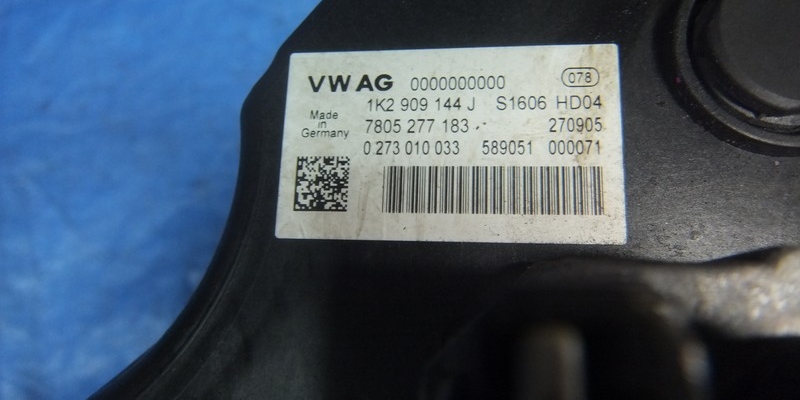 VW AG 0000000000 078
1K2 909 144 J S1606 HD04
Made
in
Germany
7805 277 183 270905
0 273 010 033 589051 000071